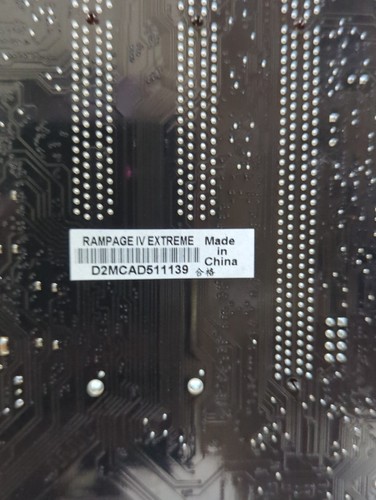 RAMPAGE IV EXTREME
D2MCAD511139
Made
in
China
合格